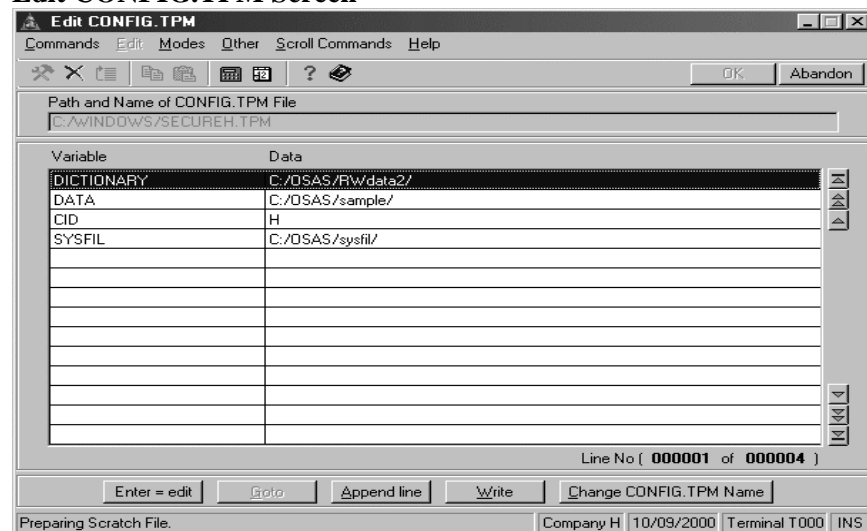 Edit CONFIG.TPM Screen
Edit CONFIG.TPM
Commands Edit Modes Other Scroll Commands Help
OK Abandon
Path and Name of CONFIG.TPM File
C:/WINDOWS/SECUREH.TPM
Variable Data
DICTIONARY C:/OSAS/RWdata2/
DATA C:/OSAS/sample/
CID H
SYSFIL C:/OSAS/sysfil/
Line No ( 000001 of 000004 )
Enter = edit Goto Append line Write Change CONFIG.TPM Name
Preparing Scratch File. Company H 10/09/2000 Terminal T000 INS